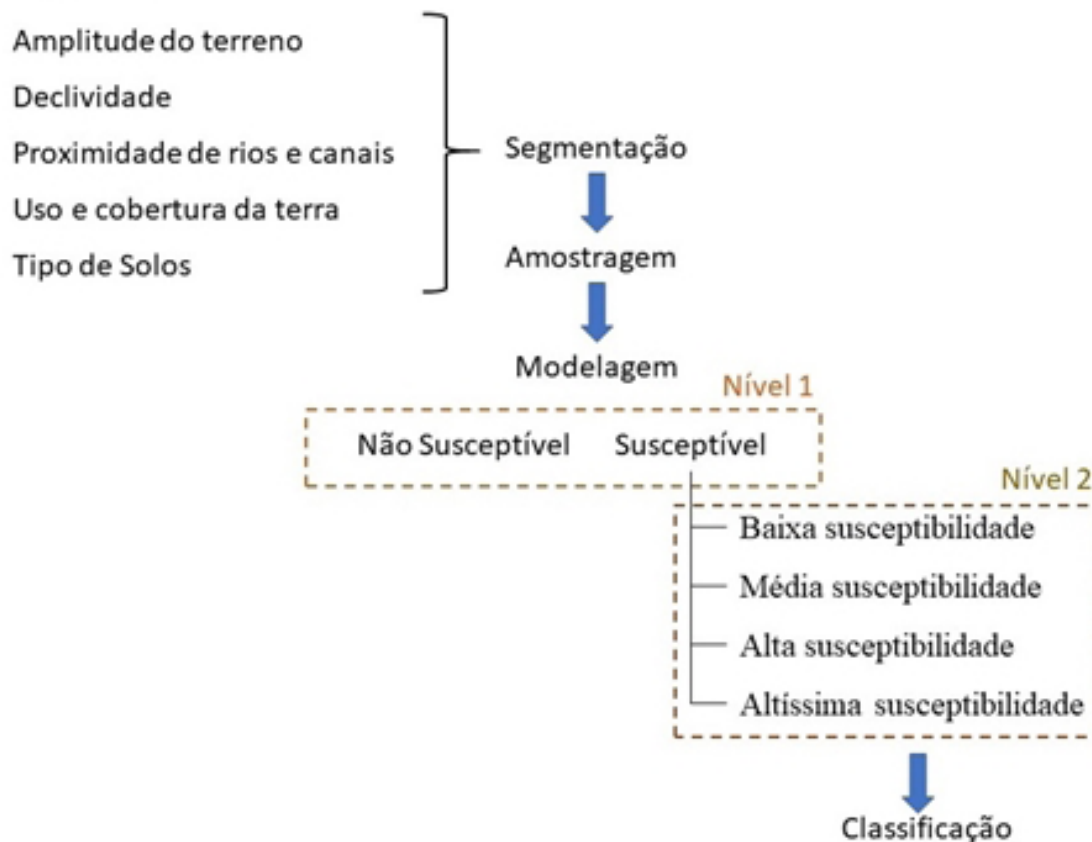 Amplitude do terreno
Declividade
Proximidade de rios e canais
Uso e cobertura da terra
Tipo de Solos
Segmentação
Amostragem
Modelagem
Nível 1
Não Susceptível Susceptível
Nível 2
Baixa susceptibilidade
Média susceptibilidade
Alta susceptibilidade
Altíssima susceptibilidade
Classificação